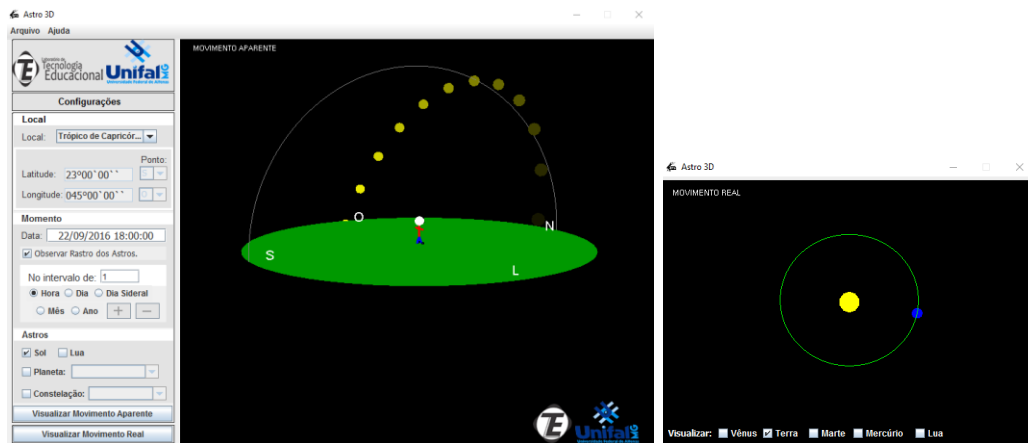 Astro 3D
Arquivo Ajuda
Tecnologia
Educacional Unifal MG
Configurações
Local
Local: Trópico de Capricór...
Ponto:
Latitude: 23º00`00`` S
Longitude: 045º00`00`` O
Momento
Data: 22/09/2016 18:00:00
Observar Rastro dos Astros.
No intervalo de: 1
Hora Dia Dia Sideral
Mês Ano + -
Astros
Sol Lua
Planeta:
Constelação:
Visualizar Movimento Aparente
Visualizar Movimento Real
MOVIMENTO APARENTE
O
N
S
L
Unifal MG
Astro 3D
MOVIMENTO REAL
Visualizar: Vênus Terra Marte Mercúrio Lua